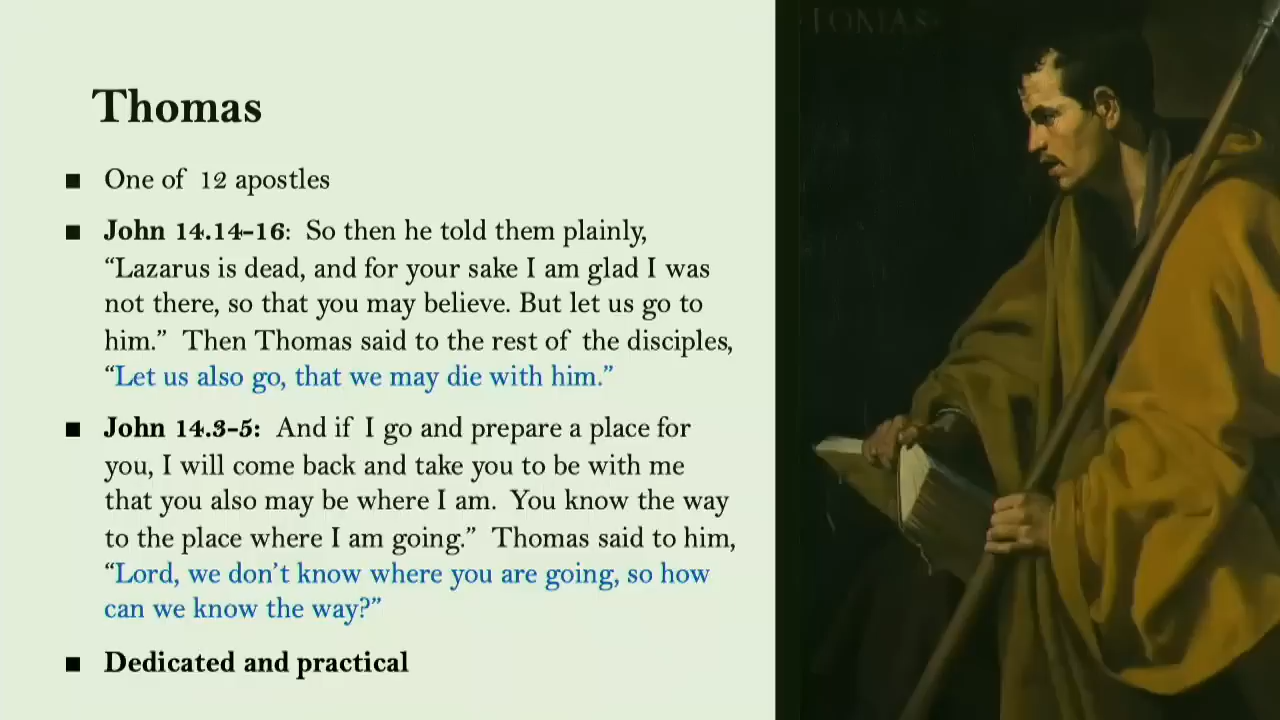 TOMAS
Thomas
▪ One of 12 apostles
▪ John 14.14–16: So then he told them plainly,
“Lazarus is dead, and for your sake I am glad I was
not there, so that you may believe. But let us go to
him.” Then Thomas said to the rest of the disciples,
“Let us also go, that we may die with him.”
▪ John 14.3-5: And if I go and prepare a place for
you, I will come back and take you to be with me
that you also may be where I am. You know the way
to the place where I am going.” Thomas said to him,
“Lord, we don’t know where you are going, so how
can we know the way?”
▪ Dedicated and practical